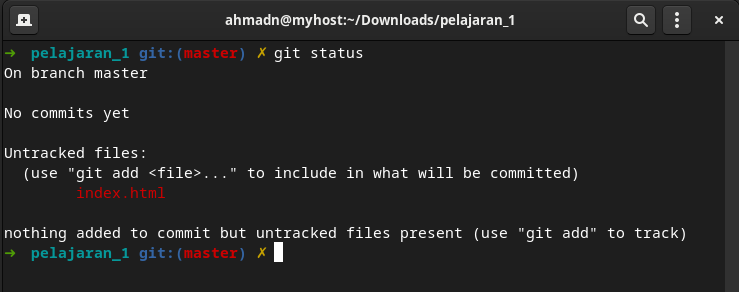 ahmadn@myhost:~/Downloads/pelajaran_1
➜ pelajaran_1 git:(master) ✗ git status
On branch master
No commits yet
Untracked files:
(use "git add <file>..." to include in what will be committed)
index.html
nothing added to commit but untracked files present (use "git add" to track)
➜ pelajaran_1 git:(master) ✗